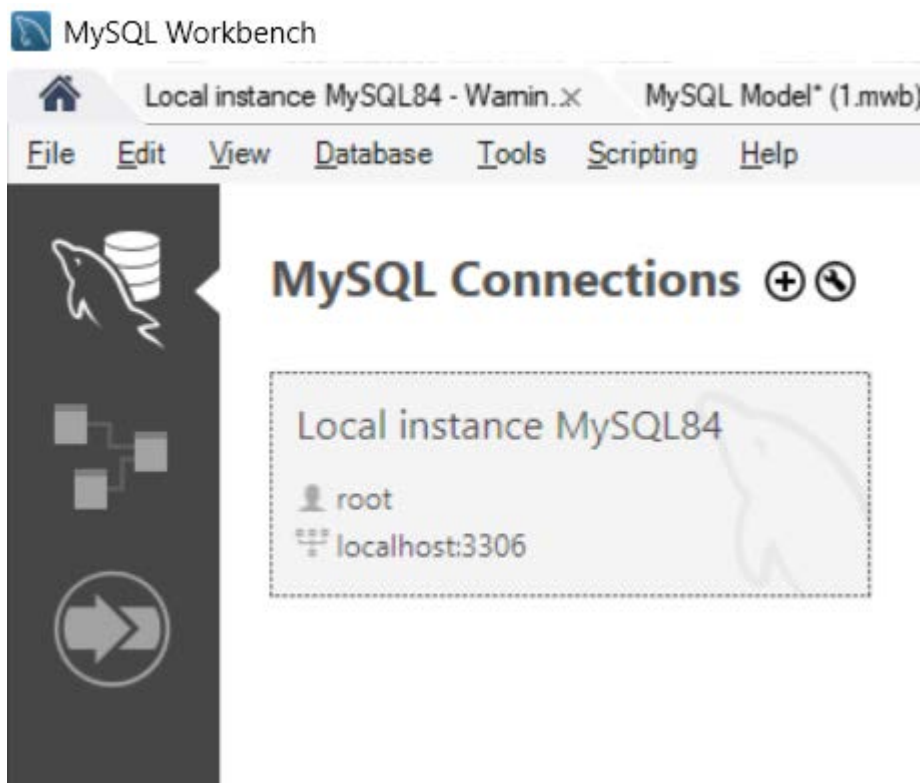 MySQL Workbench
Local instance MySQL84 - Warnin... MySQL Model* (1.mwb)
File Edit View Database Tools Scripting Help
MySQL Connections
Local instance MySQL84
root
localhost:3306